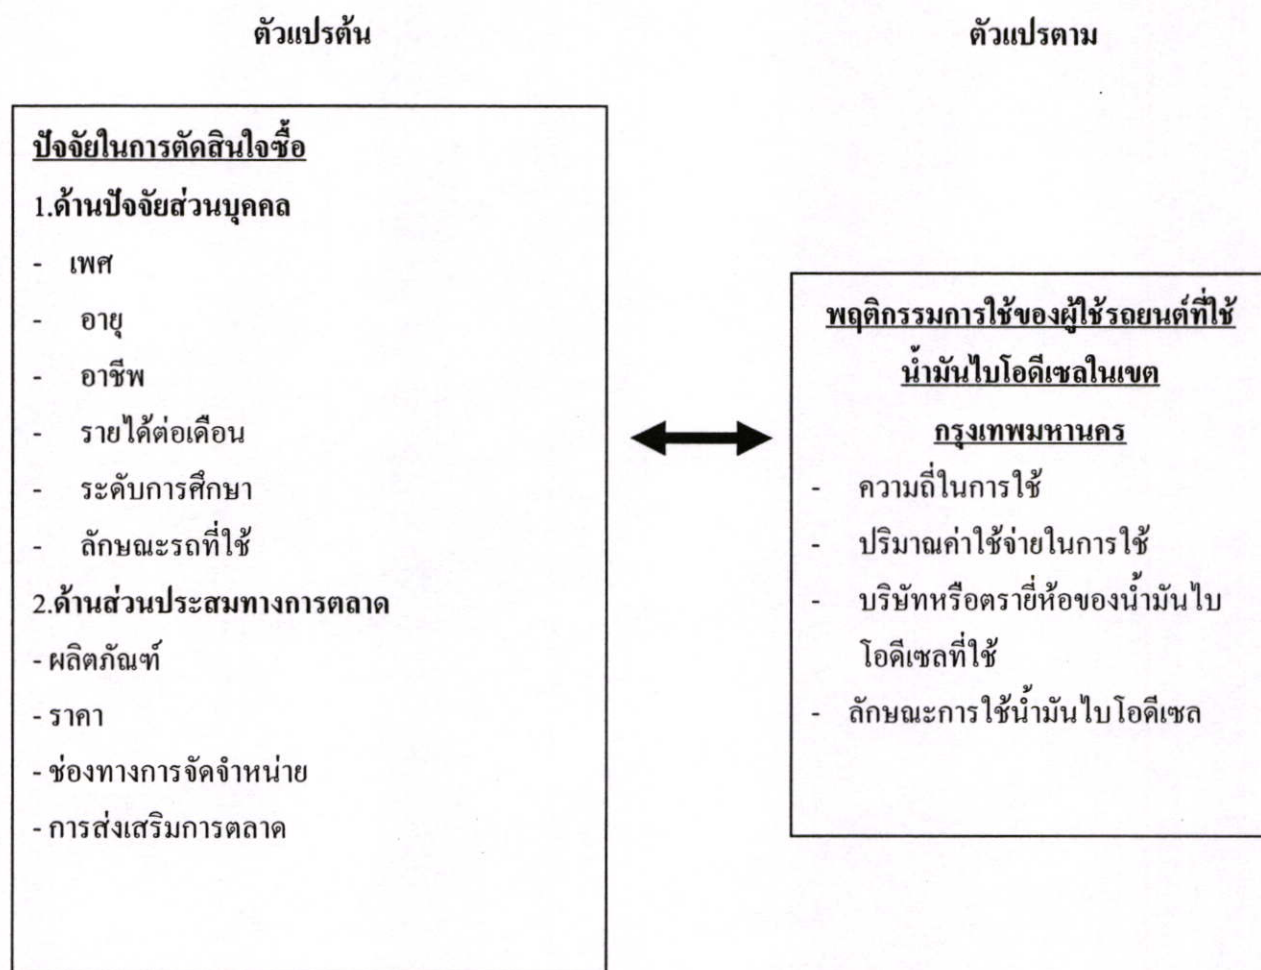 ตัวแปรต้น
ตัวแปรตาม
ปัจจัยในการตัดสินใจซื้อ
1.ด้านปัจจัยส่วนบุคคล
- เพศ
- อายุ
- อาชีพ
- รายได้ต่อเดือน
- ระดับการศึกษา
- ลักษณะรถที่ใช้
2.ด้านส่วนประสมทางการตลาด
- ผลิตภัณฑ์
- ราคา
- ช่องทางการจัดจำหน่าย
- การส่งเสริมการตลาด
พฤติกรรมการใช้ของผู้ใช้รถยนต์ที่ใช้
น้ำมันไบโอดีเซลในเขต
กรุงเทพมหานคร
- ความถี่ในการใช้
- ปริมาณค่าใช้จ่ายในการใช้
- บริษัทหรือตรายี่ห้อของน้ำมันไบ
โอดีเซลที่ใช้
- ลักษณะการใช้น้ำมันไบโอดีเซล